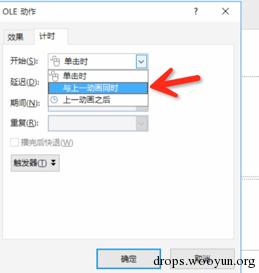 OLE 动作
效果 计时
开始(S): 单击时
单击时
延迟(D): 与上一动画同时
期间(N): 上一动画之后
重复(R):
播完后快退(W)
触发器(T)
确定 取消
drops.wooyun.org